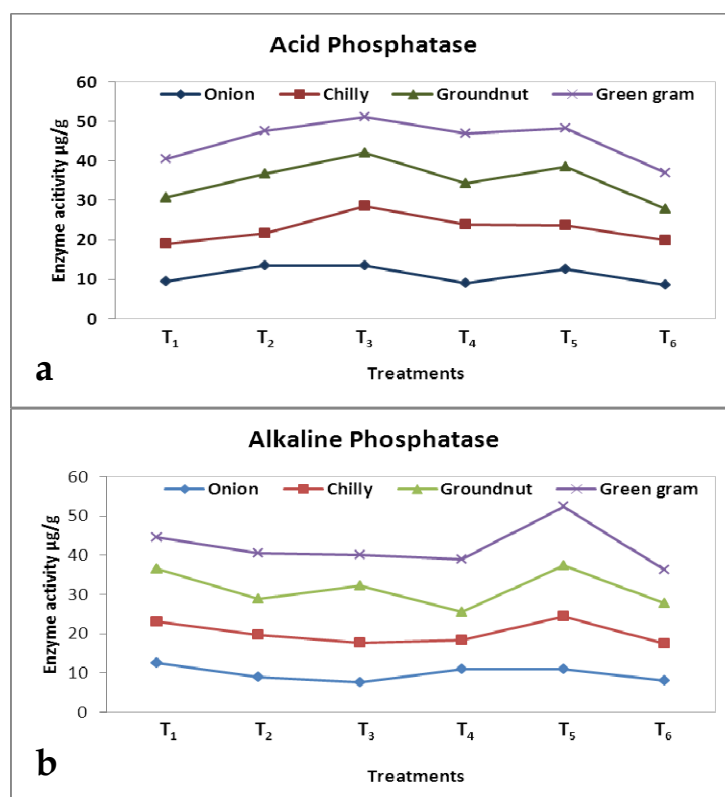 Acid Phosphatase
60
50
40
30
20
10
0
Enzyme acitivity µg/g
Onion Chilly Groundnut Green gram
T1 T2 T3 T4 T5 T6
Treatments
a
Alkaline Phosphatase
60
50
40
30
20
10
0
Enzyme activity µg/g
Onion Chilly Groundnut Green gram
T1 T2 T3 T4 T5 T6
Treatments
b